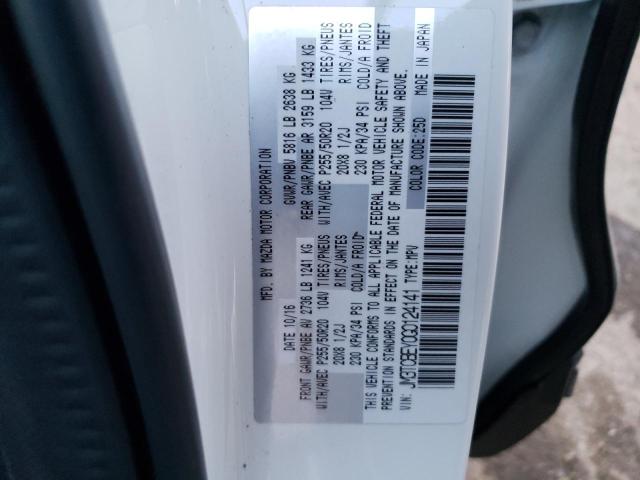 MFD. BY MAZDA MOTOR CORPORATION
DATE 10/16 GWVR/PNBV 5816 LB 2638 KG
FRONT GAWR/PNBE AV 2736 LB 1241 KG REAR GAWR/PNBE AR 3159 LB 1433 KG
WITH/AVEC P255/50R20 104V TIRES/PNEUS WITH/AVEC P255/50R20 104V TIRES/PNEUS
20X8 1/2J RIMS/JANTES 20X8 1/2J RIMS/JANTES
230 KPA/34 PSI COLD/A FROID 230 KPA/34 PSI COLD/A FROID
THIS VEHICLE CONFORMS TO ALL APPLICABLE FEDERAL MOTOR VEHICLE SAFETY AND THEFT
PREVENTION STANDARDS IN EFFECT ON THE DATE OF MANUFACTURE SHOWN ABOVE.
VIN: JM3TCBEY0G0124141 TYPE:MPV COLOR CODE:25D MADE IN JAPAN